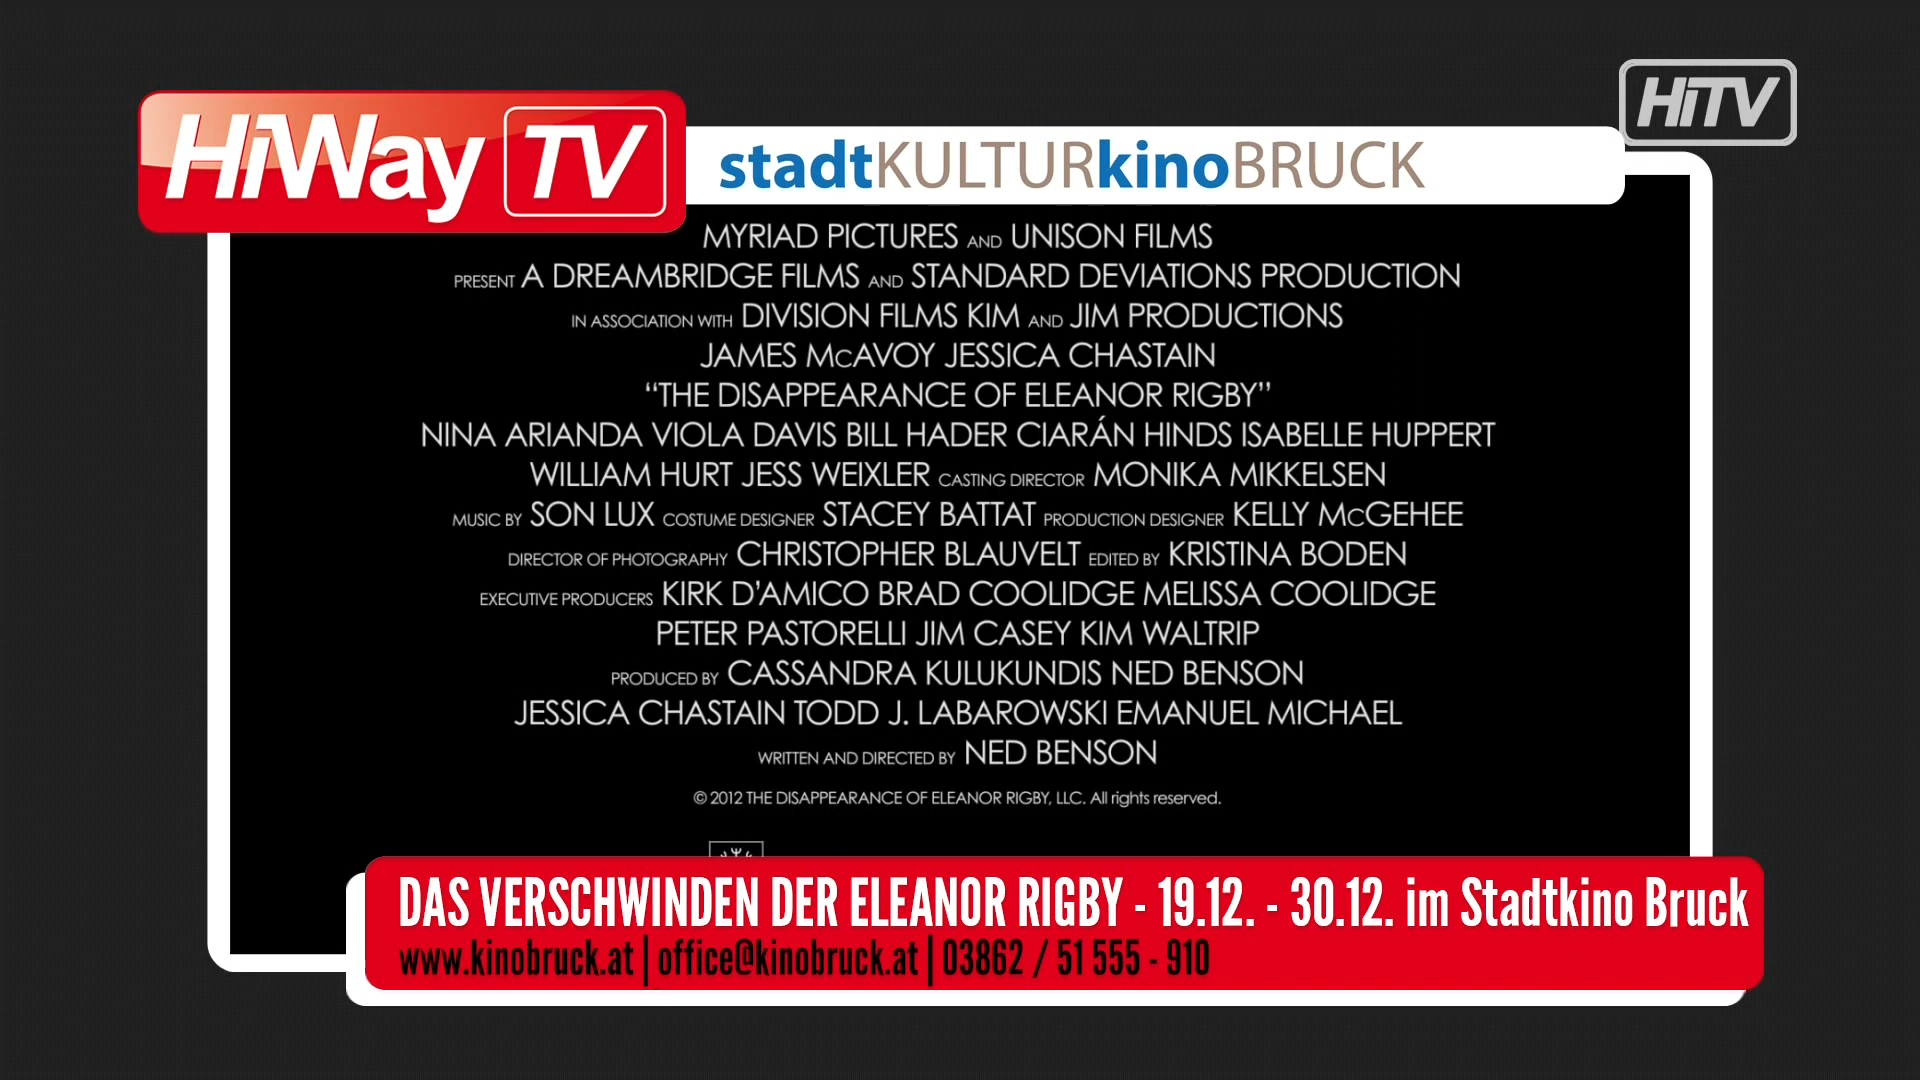 HiTV
HiWay TV
stadtKULTURkinoBRUCK
MYRIAD PICTURES AND UNISON FILMS
PRESENT A DREAMBRIDGE FILMS AND STANDARD DEVIATIONS PRODUCTION
IN ASSOCIATION WITH DIVISION FILMS KIM AND JIM PRODUCTIONS
JAMES McAVOY JESSICA CHASTAIN
“THE DISAPPEARANCE OF ELEANOR RIGBY”
NINA ARIANDA VIOLA DAVIS BILL HADER CIARÁN HINDS ISABELLE HUPPERT
WILLIAM HURT JESS WEIXLER CASTING DIRECTOR MONIKA MIKKELSEN
MUSIC BY SON LUX COSTUME DESIGNER STACEY BATTAT PRODUCTION DESIGNER KELLY McGEHEE
DIRECTOR OF PHOTOGRAPHY CHRISTOPHER BLAUVELT EDITED BY KRISTINA BODEN
EXECUTIVE PRODUCERS KIRK D’AMICO BRAD COOLIDGE MELISSA COOLIDGE
PETER PASTORELLI JIM CASEY KIM WALTRIP
PRODUCED BY CASSANDRA KULUKUNDIS NED BENSON
JESSICA CHASTAIN TODD J. LABAROWSKI EMANUEL MICHAEL
WRITTEN AND DIRECTED BY NED BENSON
© 2012 THE DISAPPEARANCE OF ELEANOR RIGBY, LLC. All rights reserved.
DAS VERSCHWINDEN DER ELEANOR RIGBY - 19.12. - 30.12. im Stadtkino Bruck
www.kinobruck.at | office@kinobruck.at | 03862 / 51 555 - 910